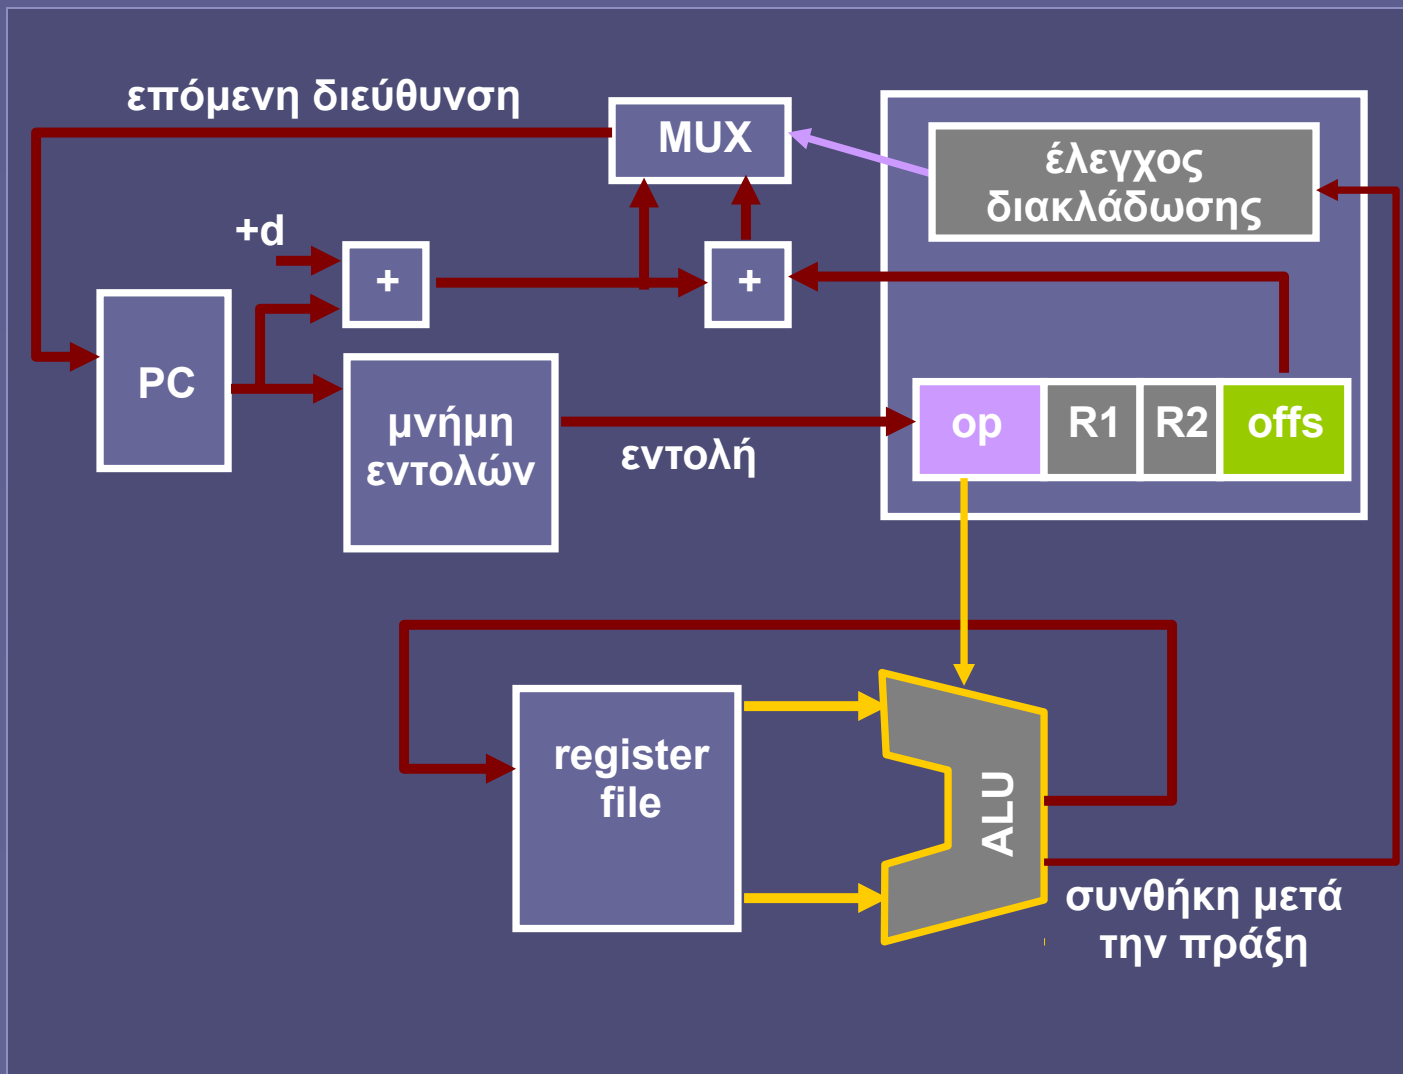 επόμενη διεύθυνση
MUX
έλεγχος
διακλάδωσης
+d
+
+
PC
μνήμη
εντολών
εντολή
op R1 R2 offs
register
file
ALU
συνθήκη μετά
την πράξη